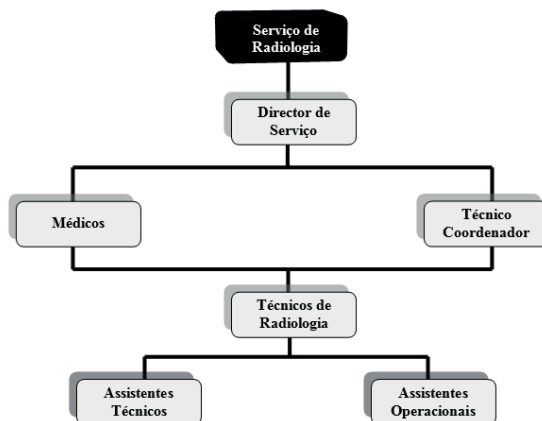 Serviço de
Radiologia
Director de
Serviço
Médicos
Técnico
Coordenador
Técnicos de
Radiologia
Assistentes
Técnicos
Assistentes
Operacionais